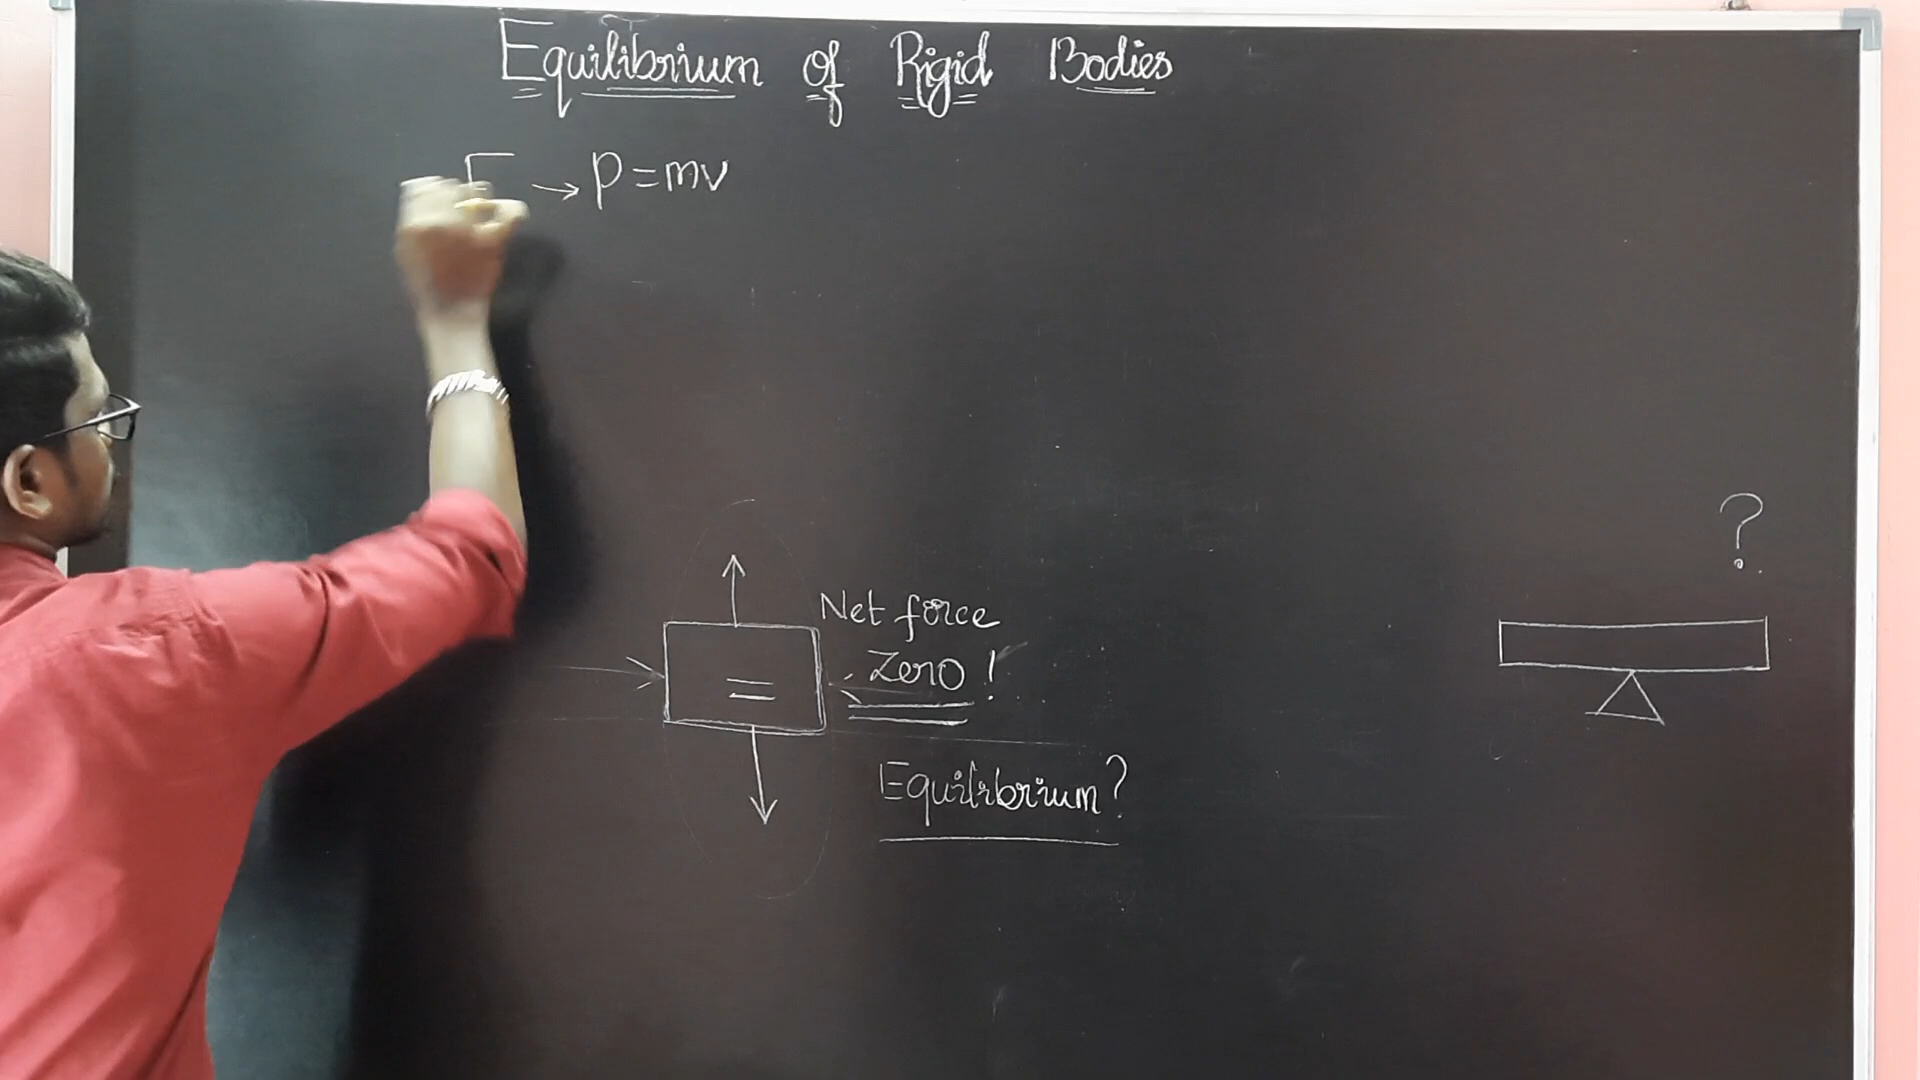 Equilibrium of Rigid Bodies
F → P = mv
?
Net force
Zero!
=
Equilibrium?